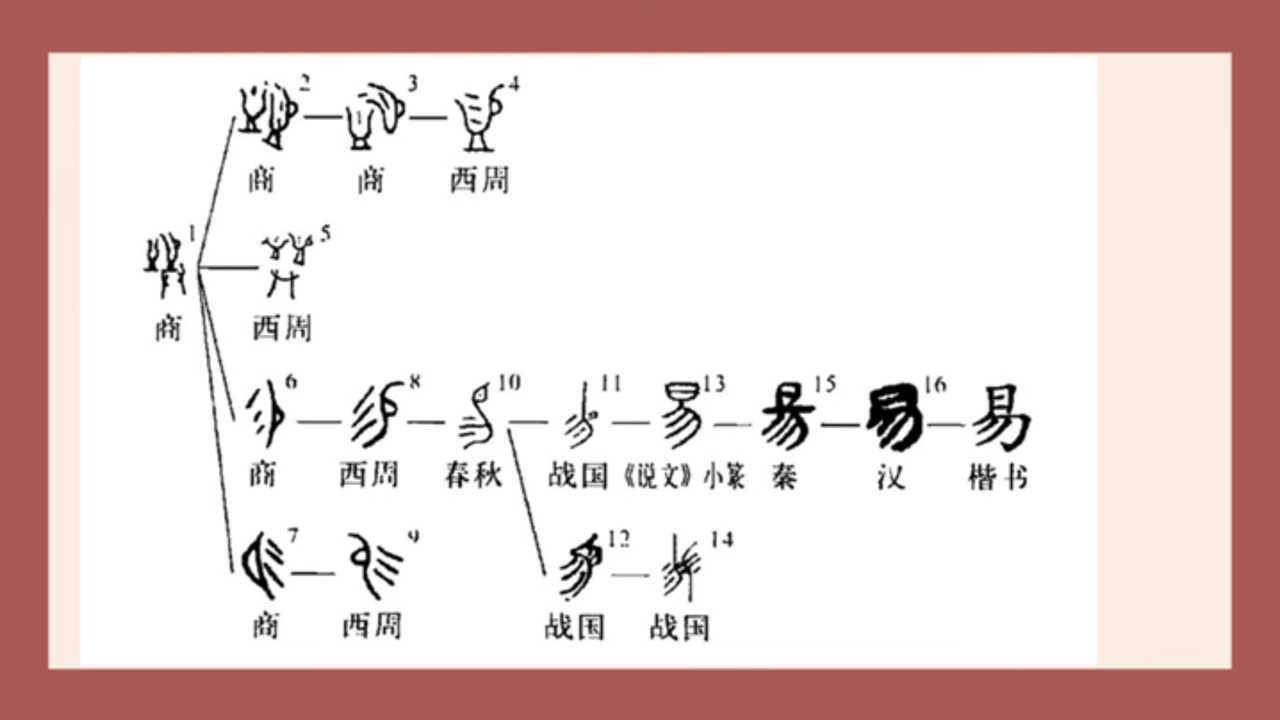 2 3 4
商 商 西周
1 5
商 西周
6 8 10 11 13 15 16
易
商 西周 春秋 战国 《说文》小篆 秦 汉 楷书
7 9 12 14
商 西周 战国 战国